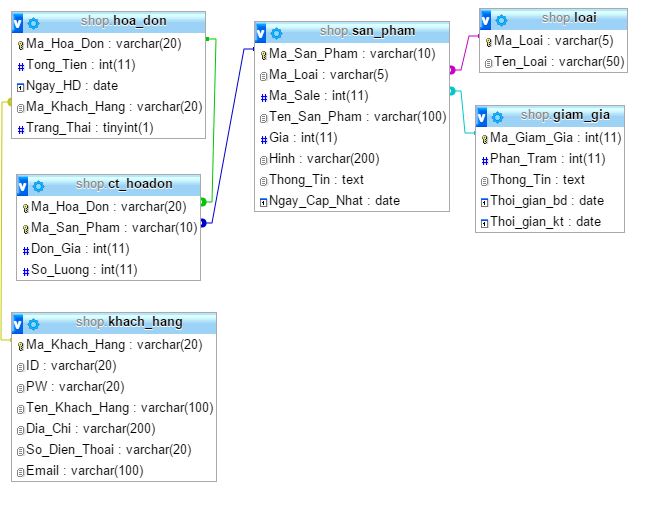 shop.hoa_don
Ma_Hoa_Don : varchar(20)
Tong_Tien : int(11)
Ngay_HD : date
Ma_Khach_Hang : varchar(20)
Trang_Thai : tinyint(1)
shop.ct_hoadon
Ma_Hoa_Don : varchar(20)
Ma_San_Pham : varchar(10)
Don_Gia : int(11)
So_Luong : int(11)
shop.khach_hang
Ma_Khach_Hang : varchar(20)
ID : varchar(20)
PW : varchar(20)
Ten_Khach_Hang : varchar(100)
Dia_Chi : varchar(200)
So_Dien_Thoai : varchar(20)
Email : varchar(100)
shop.san_pham
Ma_San_Pham : varchar(10)
Ma_Loai : varchar(5)
Ma_Sale : int(11)
Ten_San_Pham : varchar(100)
Gia : int(11)
Hinh : varchar(200)
Thong_Tin : text
Ngay_Cap_Nhat : date
shop.loai
Ma_Loai : varchar(5)
Ten_Loai : varchar(50)
shop.giam_gia
Ma_Giam_Gia : int(11)
Phan_Tram : int(11)
Thong_Tin : text
Thoi_gian_bd : date
Thoi_gian_kt : date